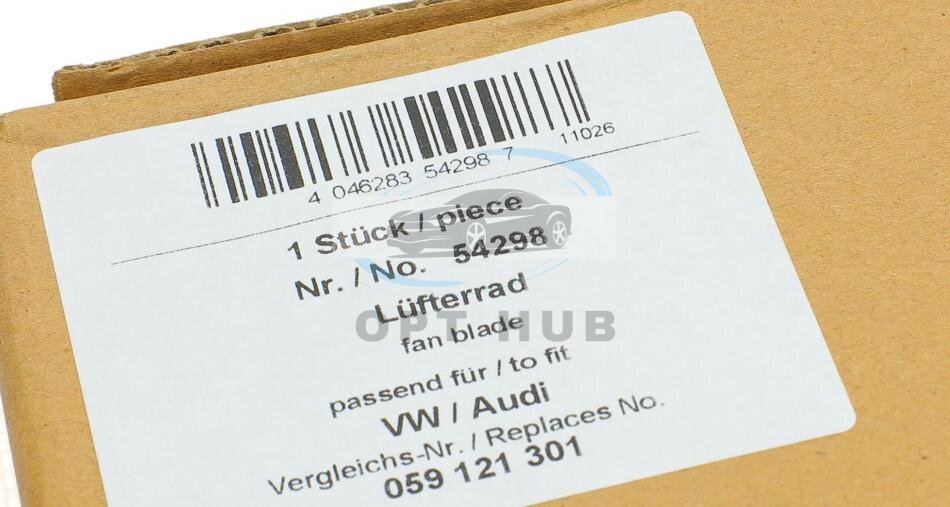 4 046283 54298 7
11026
1 Stück / piece
Nr. / No. 54298
Lüfterrad
OPT HUB
fan blade
passend für / to fit
VW / Audi
Vergleichs-Nr. / Replaces No.
059 121 301